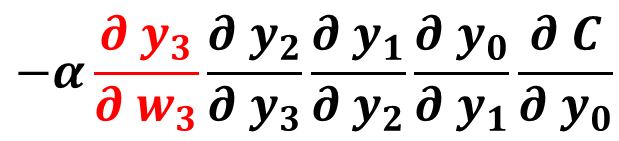 −α ∂ y₃ / ∂ w₃ ∂ y₂ / ∂ y₃ ∂ y₁ / ∂ y₂ ∂ y₀ / ∂ y₁ ∂ C / ∂ y₀